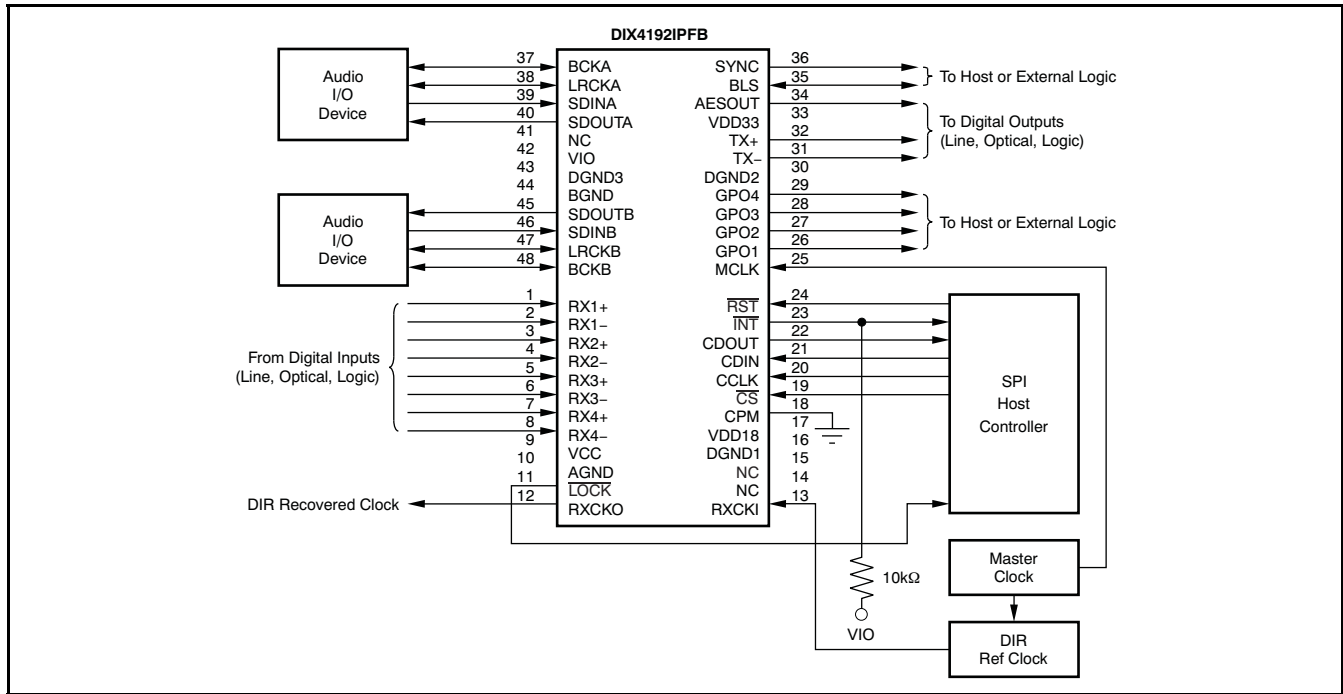 DIX4192IPFB
Audio
I/O
Device
37
38
39
40
41
42
43
44
45
46
47
48
BCKA
LRCKA
SDINA
SDOUTA
NC
VIO
DGND3
BGND
SDOUTB
SDINB
LRCKB
BCKB
Audio
I/O
Device
SYNC
BLS
AESOUT
VDD33
TX+
TX−
DGND2
GPO4
GPO3
GPO2
GPO1
MCLK
36
35
34
33
32
31
30
29
28
27
26
25
To Host or External Logic
To Digital Outputs
(Line, Optical, Logic)
To Host or External Logic
From Digital Inputs
(Line, Optical, Logic)
DIR Recovered Clock
1
2
3
4
5
6
7
8
9
10
11
12
RX1+
RX1−
RX2+
RX2−
RX3+
RX3−
RX4+
RX4−
VCC
AGND
LOCK
RXCKO
RST
INT
CDOUT
CDIN
CCLK
CS
CPM
VDD18
DGND1
NC
NC
RXCKI
24
23
22
21
20
19
18
17
16
15
14
13
SPI
Host
Controller
10kΩ
VIO
Master
Clock
DIR
Ref Clock